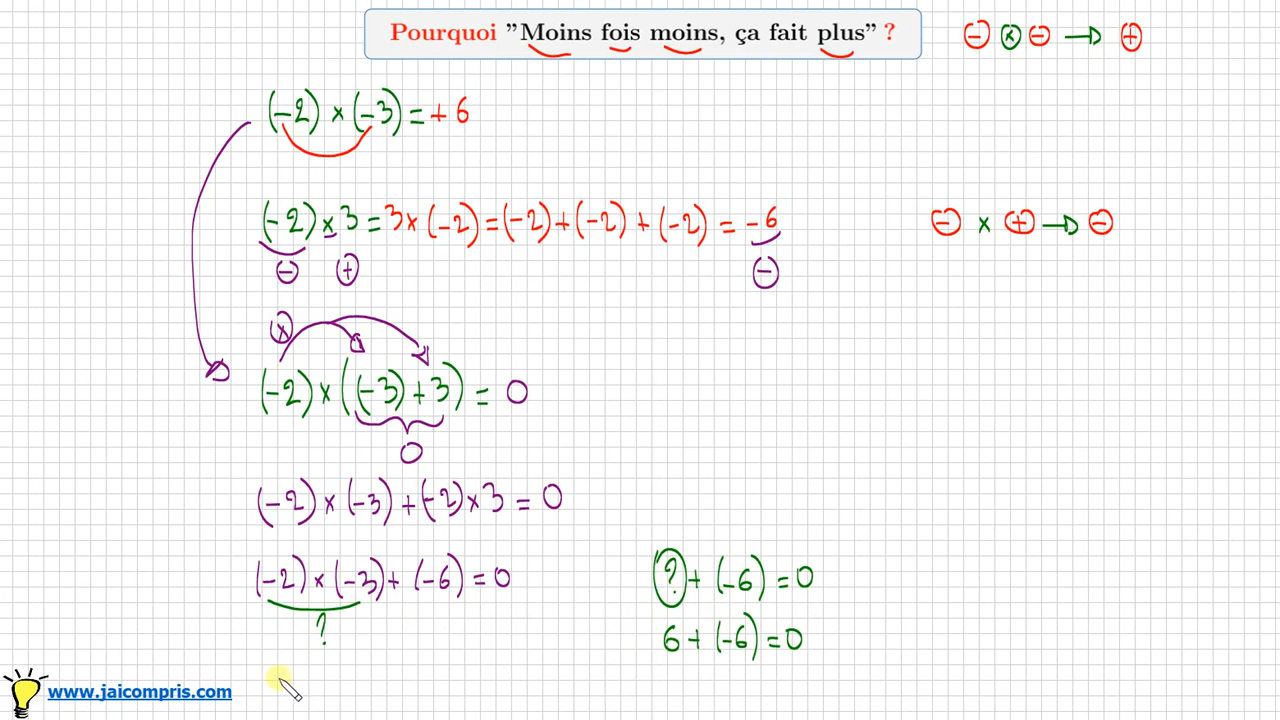 Pourquoi "Moins fois moins, ça fait plus" ?
⊖ ⊗ ⊖ → ⊕
(-2) × (-3) = +6
(-2) × 3 = 3 × (-2) = (-2) + (-2) + (-2) = -6
⊖ × ⊕ → ⊖
⊖ ⊕ ⊖
⊗
(-2) × ((-3) + 3) = 0
0
(-2) × (-3) + (-2) × 3 = 0
(-2) × (-3) + (-6) = 0
?
? + (-6) = 0
6 + (-6) = 0
www.jaicompris.com